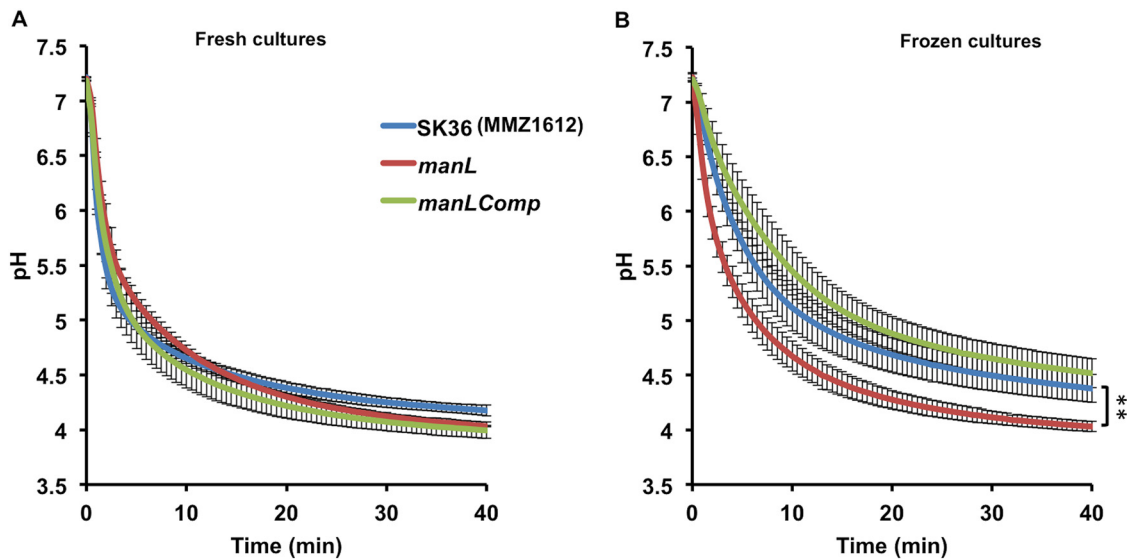 A
Fresh cultures
7.5
7
6.5
6
5.5
5
4.5
4
3.5
pH
0
10
20
30
40
Time (min)
SK36 (MMZ1612)
manL
manLComp
B
Frozen cultures
7.5
7
6.5
6
5.5
5
4.5
4
3.5
pH
0
10
20
30
40
Time (min)
**